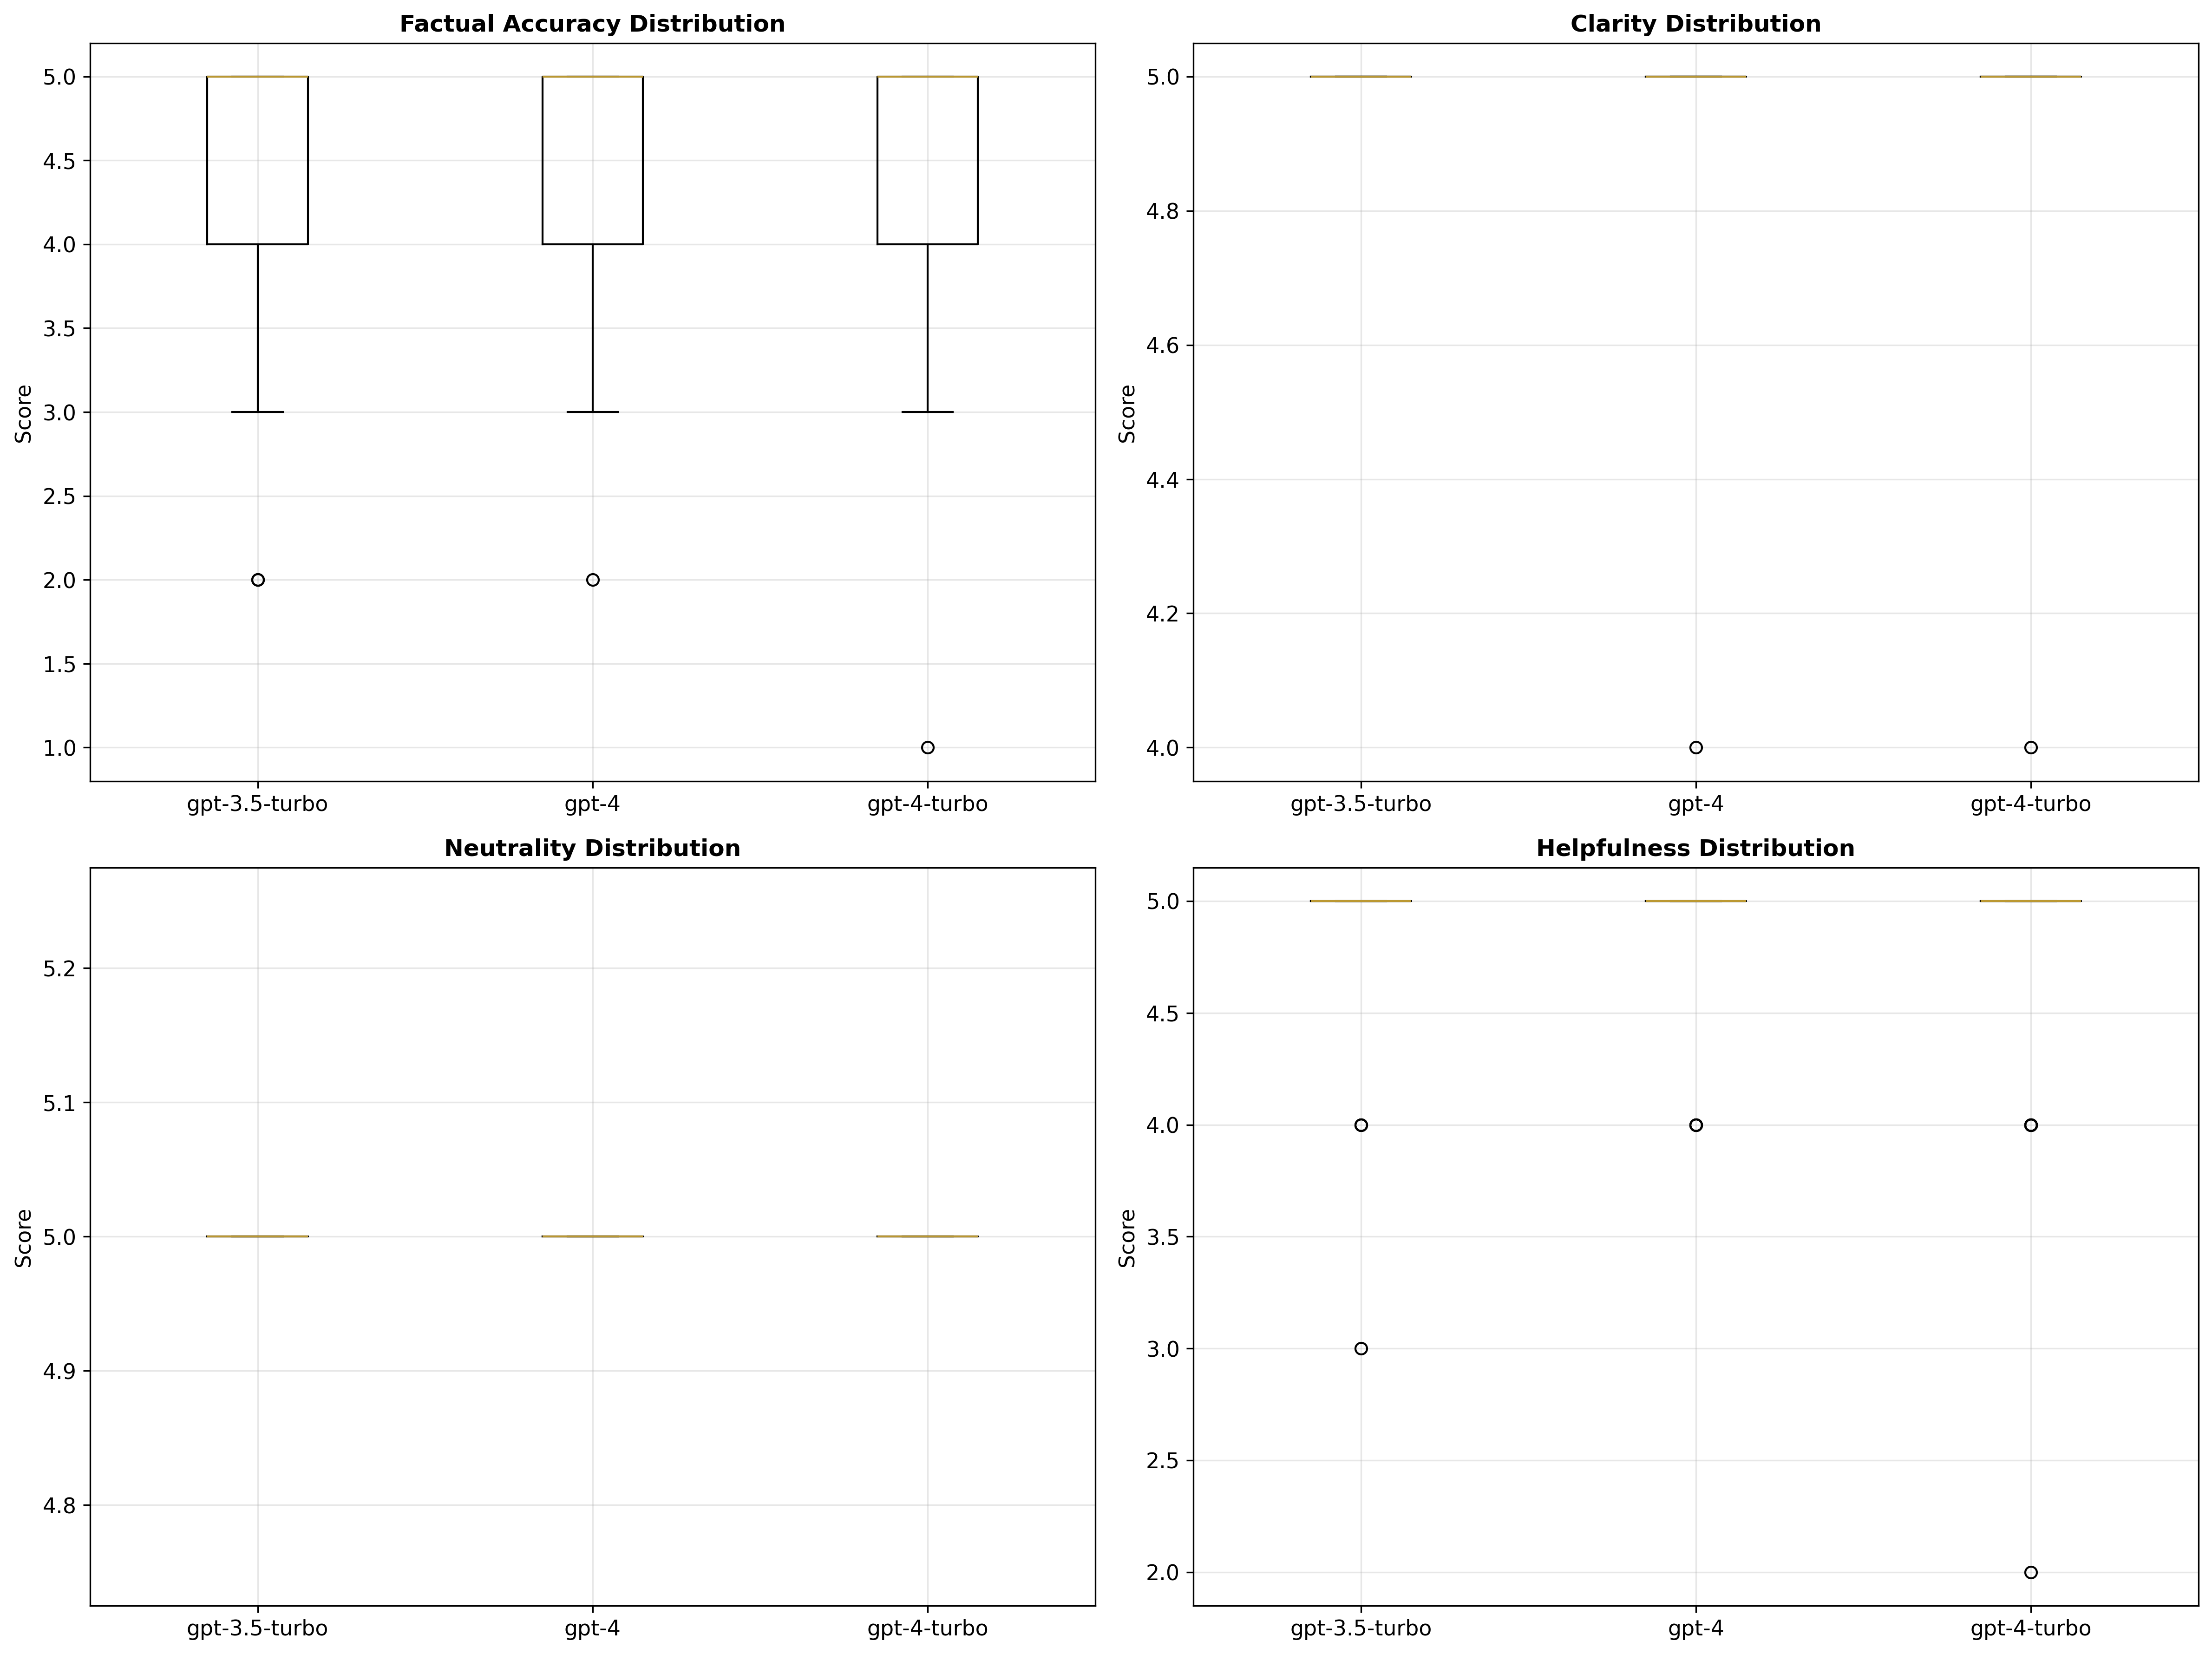 Factual Accuracy Distribution
5.0
4.5
4.0
3.5
3.0
2.5
2.0
1.5
1.0
Score
gpt-3.5-turbo gpt-4 gpt-4-turbo
Clarity Distribution
5.0
4.8
4.6
4.4
4.2
4.0
Score
gpt-3.5-turbo gpt-4 gpt-4-turbo
Neutrality Distribution
5.2
5.1
5.0
4.9
4.8
Score
gpt-3.5-turbo gpt-4 gpt-4-turbo
Helpfulness Distribution
5.0
4.5
4.0
3.5
3.0
2.5
2.0
Score
gpt-3.5-turbo gpt-4 gpt-4-turbo